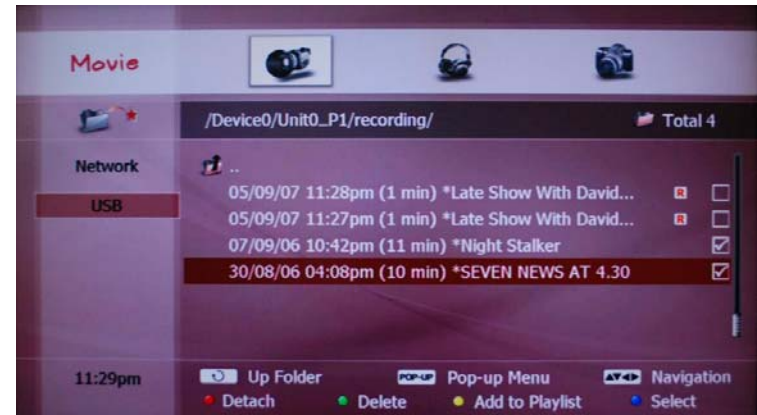 Movie
/Device0/Unit0_P1/recording/ Total 4
Network
USB
..
05/09/07 11:28pm (1 min) *Late Show With David... R
05/09/07 11:27pm (1 min) *Late Show With David... R
07/09/06 10:42pm (11 min) *Night Stalker
30/08/06 04:08pm (10 min) *SEVEN NEWS AT 4.30
11:29pm
Up Folder POP-UP Pop-up Menu Navigation
Detach Delete Add to Playlist Select